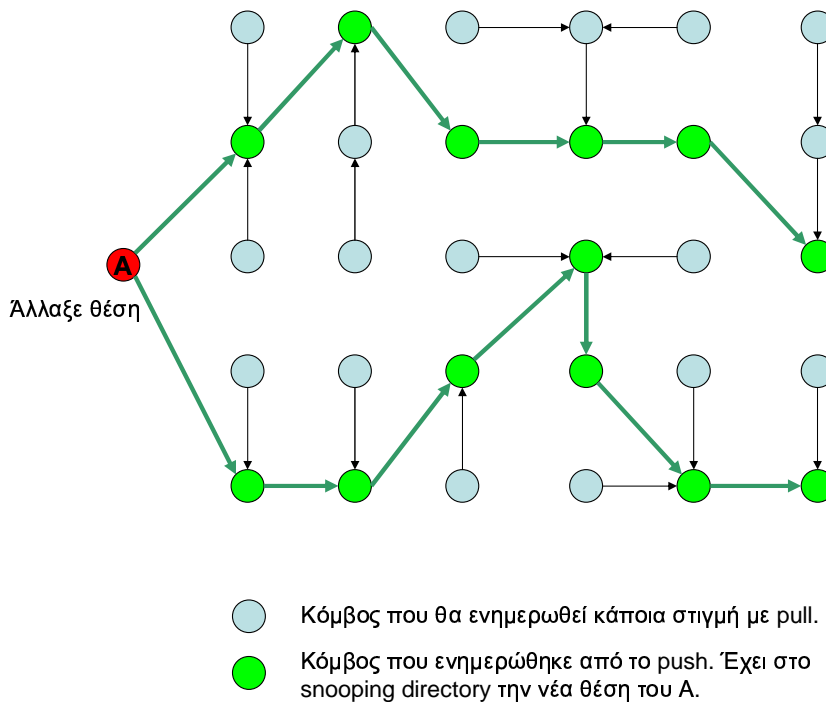 A
Άλλαξε θέση
Κόμβος που θα ενημερωθεί κάποια στιγμή με pull.
Κόμβος που ενημερώθηκε από το push. Έχει στο
snooping directory την νέα θέση του Α.